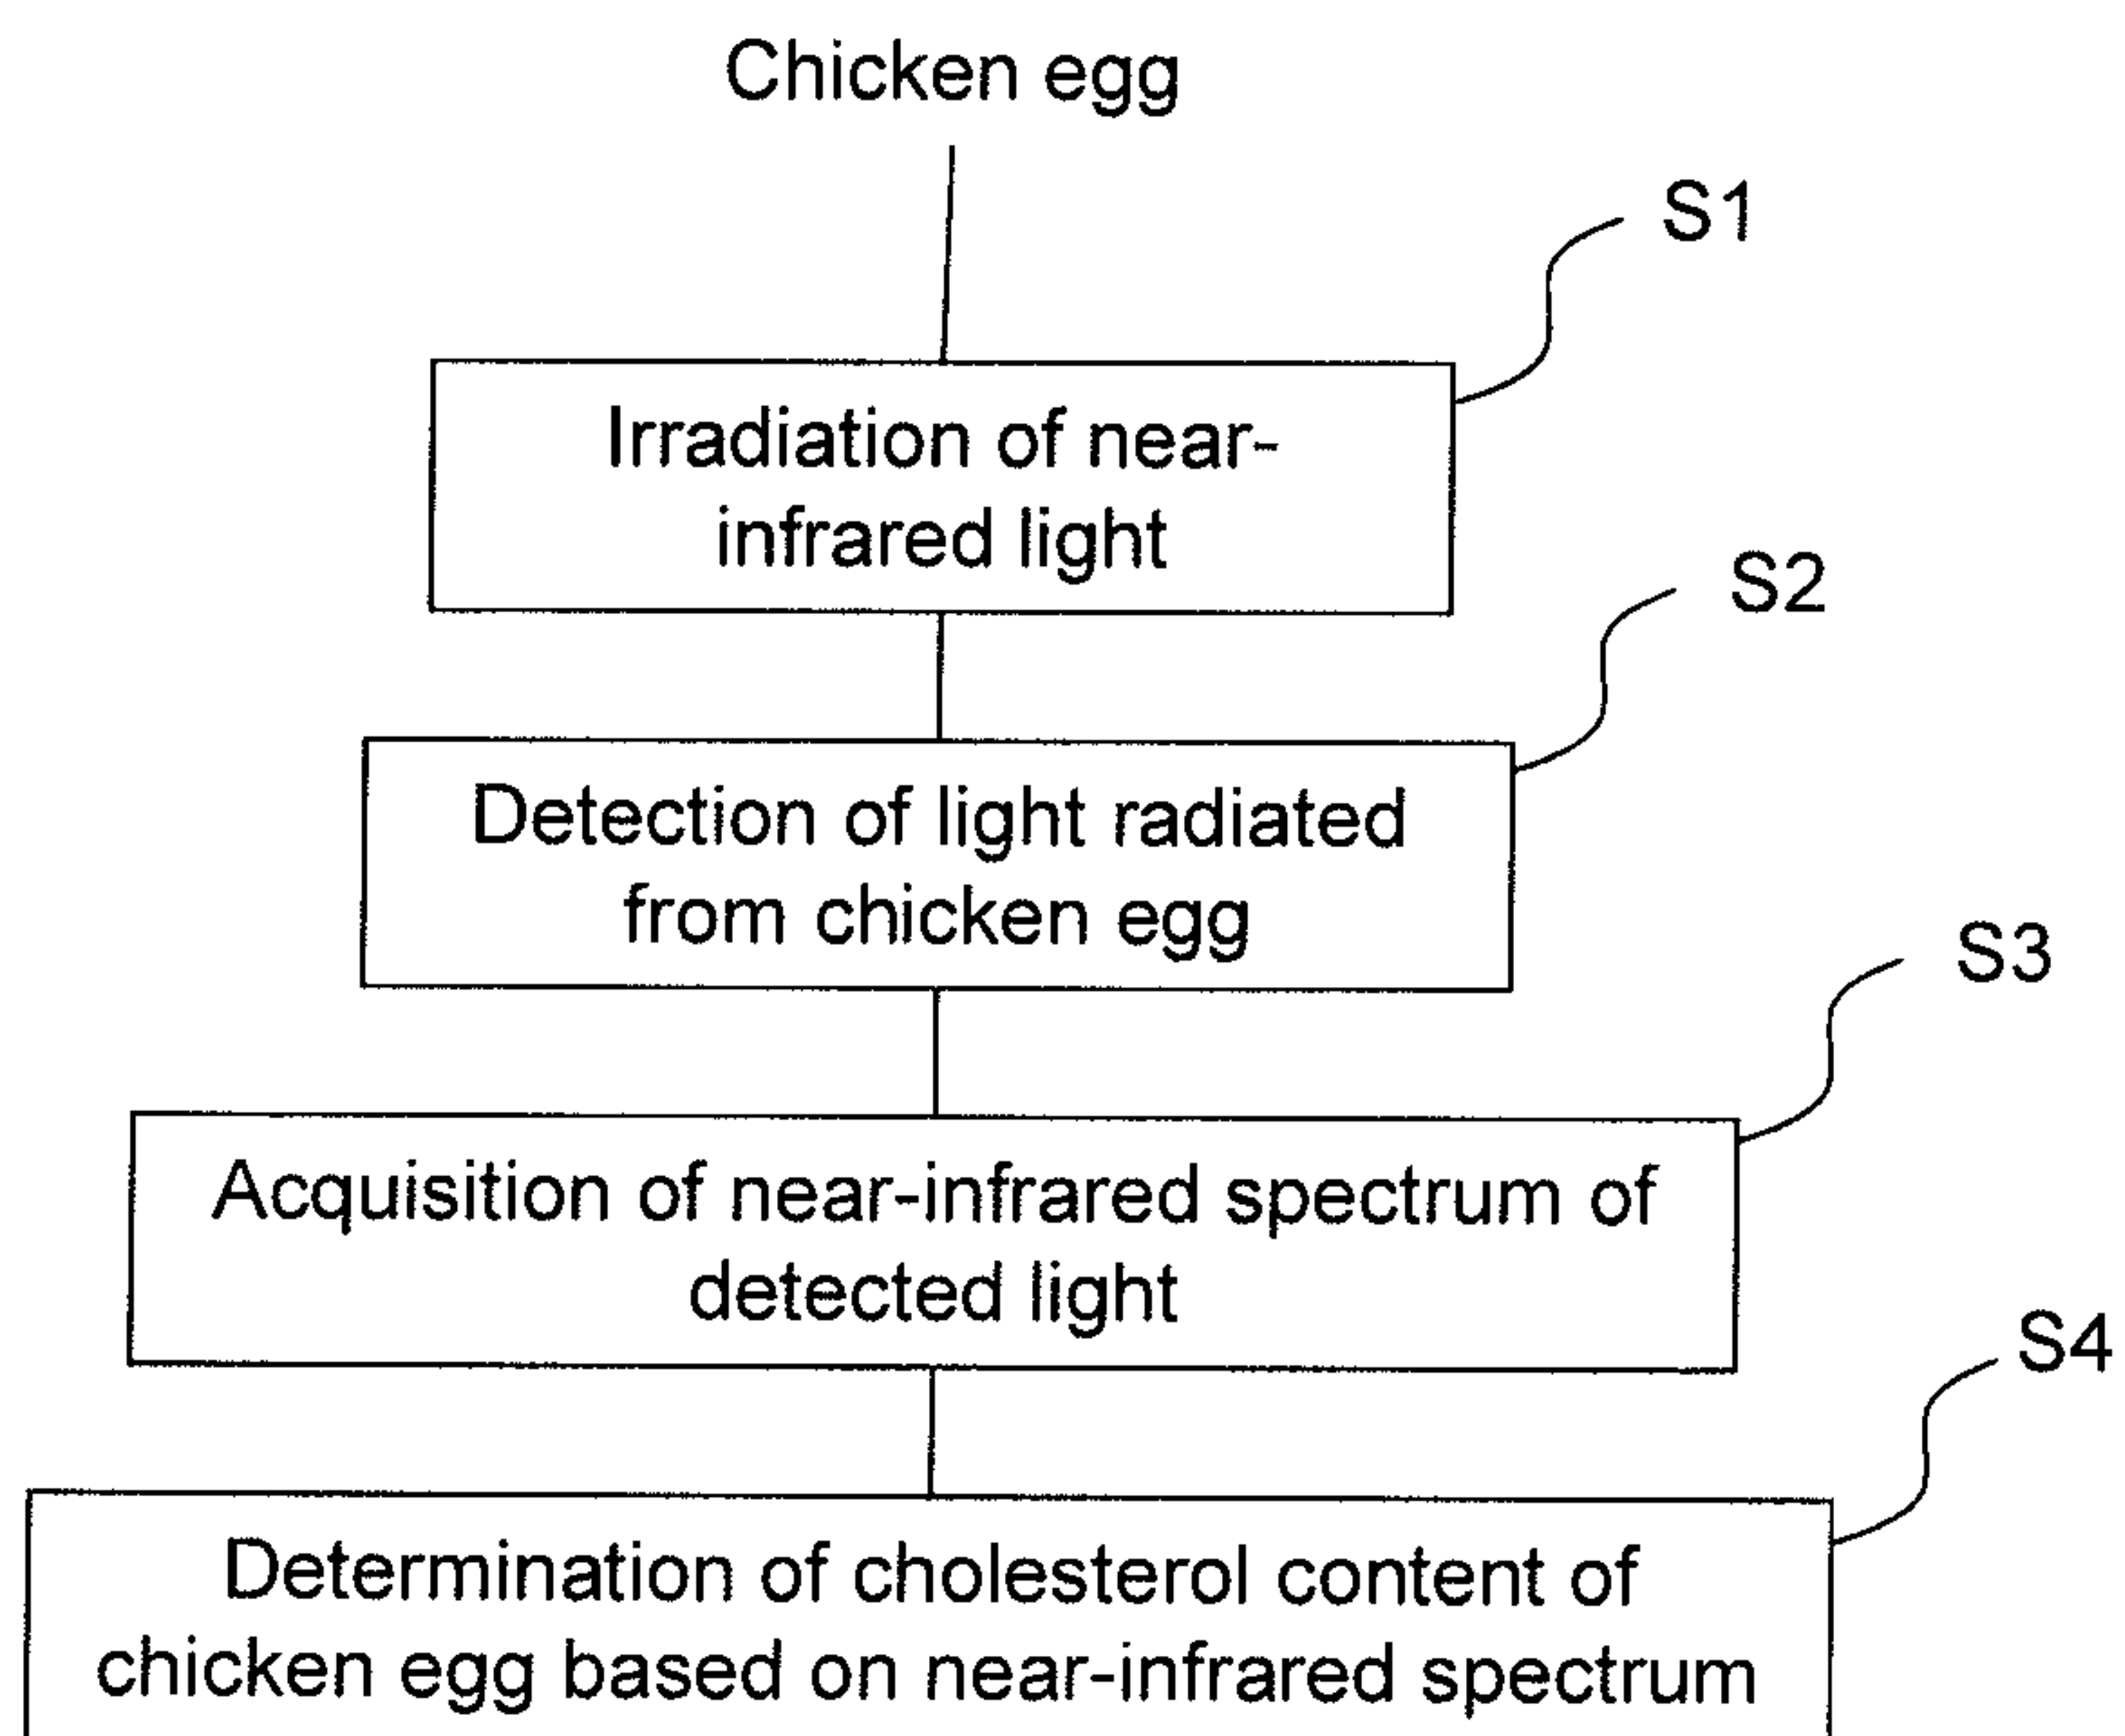 Chicken egg
S1
Irradiation of near-
infrared light
S2
Detection of light radiated
from chicken egg
S3
Acquisition of near-infrared spectrum of
detected light
S4
Determination of cholesterol content of
chicken egg based on near-infrared spectrum